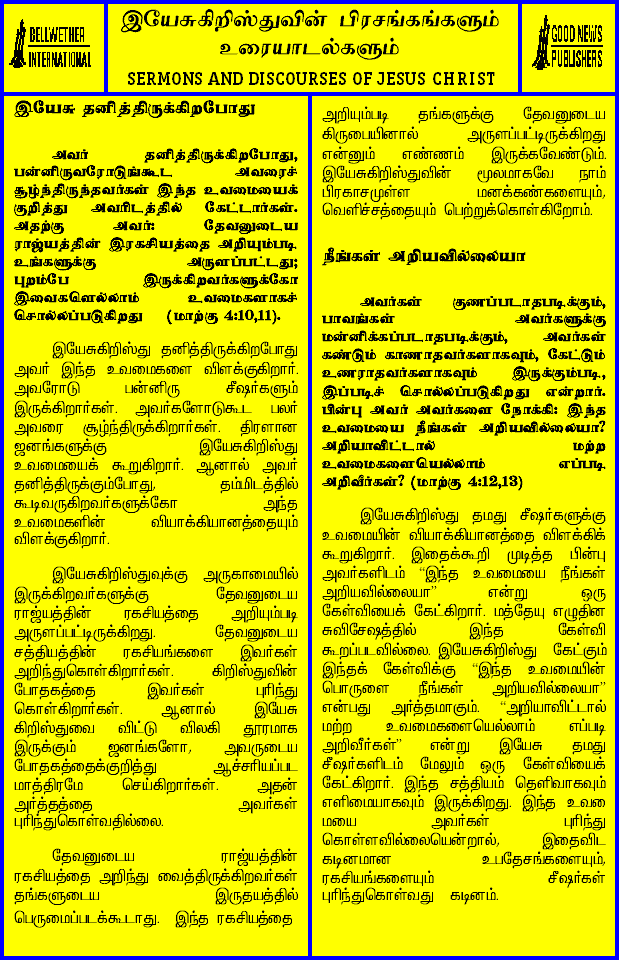 BELLWETHER
INTERNATIONAL
இயேசுகிறிஸ்துவின் பிரசங்கங்களும்
உரையாடல்களும்
SERMONS AND DISCOURSES OF JESUS CHRIST
GOOD NEWS
PUBLISHERS
இயேசு தனித்திருக்கிறபோது
அவர் தனித்திருக்கிறபோது,
பன்னிருவரோடுங்கூட அவரைச்
சூழ்ந்திருந்தவர்கள் இந்த உவமையைக்
குறித்து அவரிடத்தில் கேட்டார்கள்.
அதற்கு அவர்: தேவனுடைய
ராஜ்யத்தின் இரகசியத்தை அறியும்படி
உங்களுக்கு அருளப்பட்டது;
புறம்பே இருக்கிறவர்களுக்கோ
இவைகளெல்லாம் உவமைகளாகச்
சொல்லப்படுகிறது (மாற்கு 4:10,11).
இயேசுகிறிஸ்து தனித்திருக்கிறபோது
அவர் இந்த உவமைகளை விளக்குகிறார்.
அவரோடு பன்னிரு சீஷர்களும்
இருக்கிறார்கள். அவர்களோடுகூட பலர்
அவரை சூழ்ந்திருக்கிறார்கள். திரளான
ஜனங்களுக்கு இயேசுகிறிஸ்து
உவமையைக் கூறுகிறார். ஆனால் அவர்
தனித்திருக்கும்போது, தம்மிடத்தில்
கூடிவருகிறவர்களுக்கோ அந்த
உவமைகளின் வியாக்கியானத்தையும்
விளக்குகிறார்.
இயேசுகிறிஸ்துவுக்கு அருகாமையில்
இருக்கிறவர்களுக்கு தேவனுடைய
ராஜ்யத்தின் ரகசியத்தை அறியும்படி
அருளப்பட்டிருக்கிறது. தேவனுடைய
சத்தியத்தின் ரகசியங்களை இவர்கள்
அறிந்துகொள்கிறார்கள். கிறிஸ்துவின்
போதகத்தை இவர்கள் புரிந்து
கொள்கிறார்கள். ஆனால் இயேசு
கிறிஸ்துவை விட்டு விலகி தூரமாக
இருக்கும் ஜனங்களோ, அவருடைய
போதகத்தைக்குறித்து ஆச்சரியப்பட
மாத்திரமே செய்கிறார்கள். அதன்
அர்த்தத்தை அவர்கள்
புரிந்துகொள்வதில்லை.
தேவனுடைய ராஜ்யத்தின்
ரகசியத்தை அறிந்து வைத்திருக்கிறவர்கள்
தங்களுடைய இருதயத்தில்
பெருமைப்படக்கூடாது. இந்த ரகசியத்தை
அறியும்படி தங்களுக்கு தேவனுடைய
கிருபையினால் அருளப்பட்டிருக்கிறது
என்னும் எண்ணம் இருக்கவேண்டும்.
இயேசுகிறிஸ்துவின் மூலமாகவே நாம்
பிரகாசமுள்ள மனக்கண்களையும்,
வெளிச்சத்தையும் பெற்றுக்கொள்கிறோம்.
நீங்கள் அறியவில்லையா
அவர்கள் குணப்படாதபடிக்கும்,
பாவங்கள் அவர்களுக்கு
மன்னிக்கப்படாதபடிக்கும், அவர்கள்
கண்டும் காணாதவர்களாகவும், கேட்டும்
உணராதவர்களாகவும் இருக்கும்படி,
இப்படிச் சொல்லப்படுகிறது என்றார்.
பின்பு அவர் அவர்களை நோக்கி: இந்த
உவமையை நீங்கள் அறியவில்லையா?
அறியாவிட்டால் மற்ற
உவமைகளையெல்லாம் எப்படி
அறிவீர்கள்? (மாற்கு 4:12,13)
இயேசுகிறிஸ்து தமது சீஷர்களுக்கு
உவமையின் வியாக்கியானத்தை விளக்கிக்
கூறுகிறார். இதைக்கூறி முடித்த பின்பு
அவர்களிடம் “இந்த உவமையை நீங்கள்
அறியவில்லையா” என்று ஒரு
கேள்வியைக் கேட்கிறார். மத்தேயு எழுதின
சுவிசேஷத்தில் இந்த கேள்வி
கூறப்படவில்லை. இயேசுகிறிஸ்து கேட்கும்
இந்தக் கேள்விக்கு “இந்த உவமையின்
பொருளை நீங்கள் அறியவில்லையா”
என்பது அர்த்தமாகும். “அறியாவிட்டால்
மற்ற உவமைகளையெல்லாம் எப்படி
அறிவீர்கள்” என்று இயேசு தமது
சீஷர்களிடம் மேலும் ஒரு கேள்வியைக்
கேட்கிறார். இந்த சத்தியம் தெளிவாகவும்
எளிமையாகவும் இருக்கிறது. இந்த உவமை
மையை அவர்கள் புரிந்து
கொள்ளவில்லையென்றால், இதைவிட
கடினமான உபதேசங்களையும்,
ரகசியங்களையும் சீஷர்கள்
புரிந்துகொள்வது கடினம்.